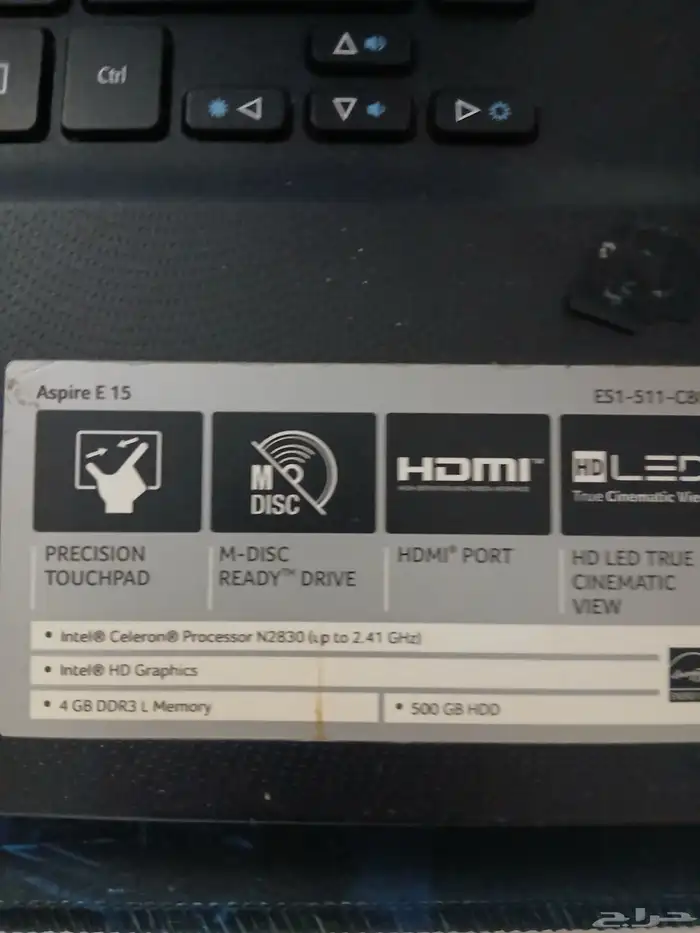 Ctrl
Aspire E 15
ES1-511-C8
M DISC
HDMI™
HD LED
True Cinematic Vie
PRECISION
TOUCHPAD
M-DISC
READY™ DRIVE
HDMI® PORT
HD LED TRUE
CINEMATIC
VIEW
• Intel® Celeron® Processor N2830 (up to 2.41 GHz)
• Intel® HD Graphics
• 4 GB DDR3 L Memory
• 500 GB HDD
حراج